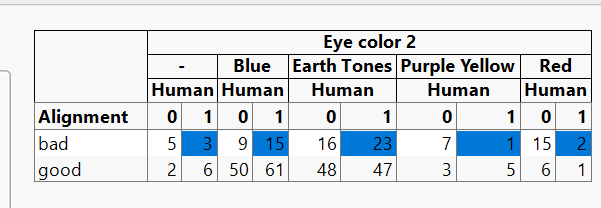 Eye color 2
- Blue Earth Tones Purple Yellow Red
Human Human Human Human Human
Alignment 0 1 0 1 0 1 0 1 0 1
bad 5 3 9 15 16 23 7 1 15 2
good 2 6 50 61 48 47 3 5 6 1